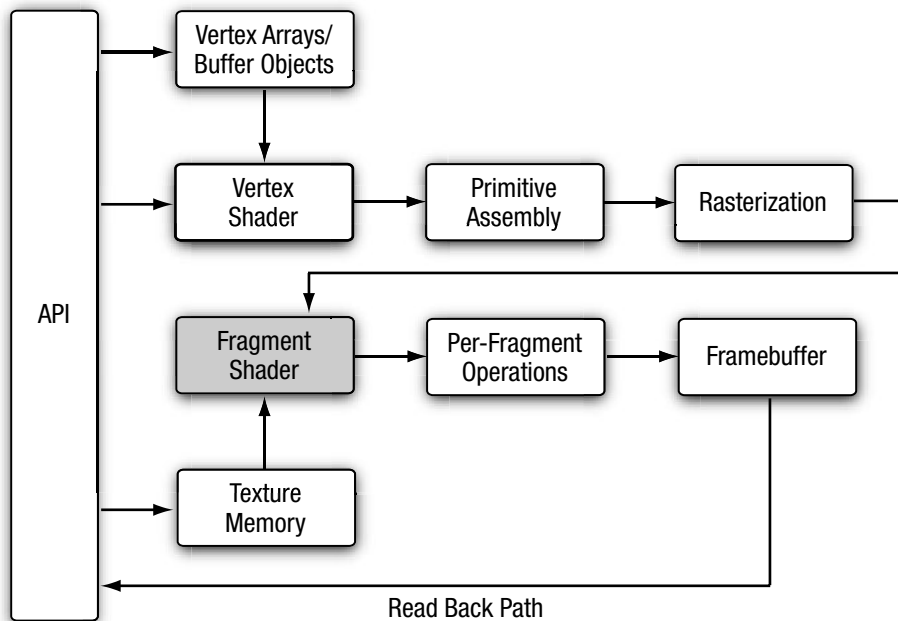 Vertex Arrays/
Buffer Objects
Vertex
Shader
Primitive
Assembly
Rasterization
API
Fragment
Shader
Per-Fragment
Operations
Framebuffer
Texture
Memory
Read Back Path